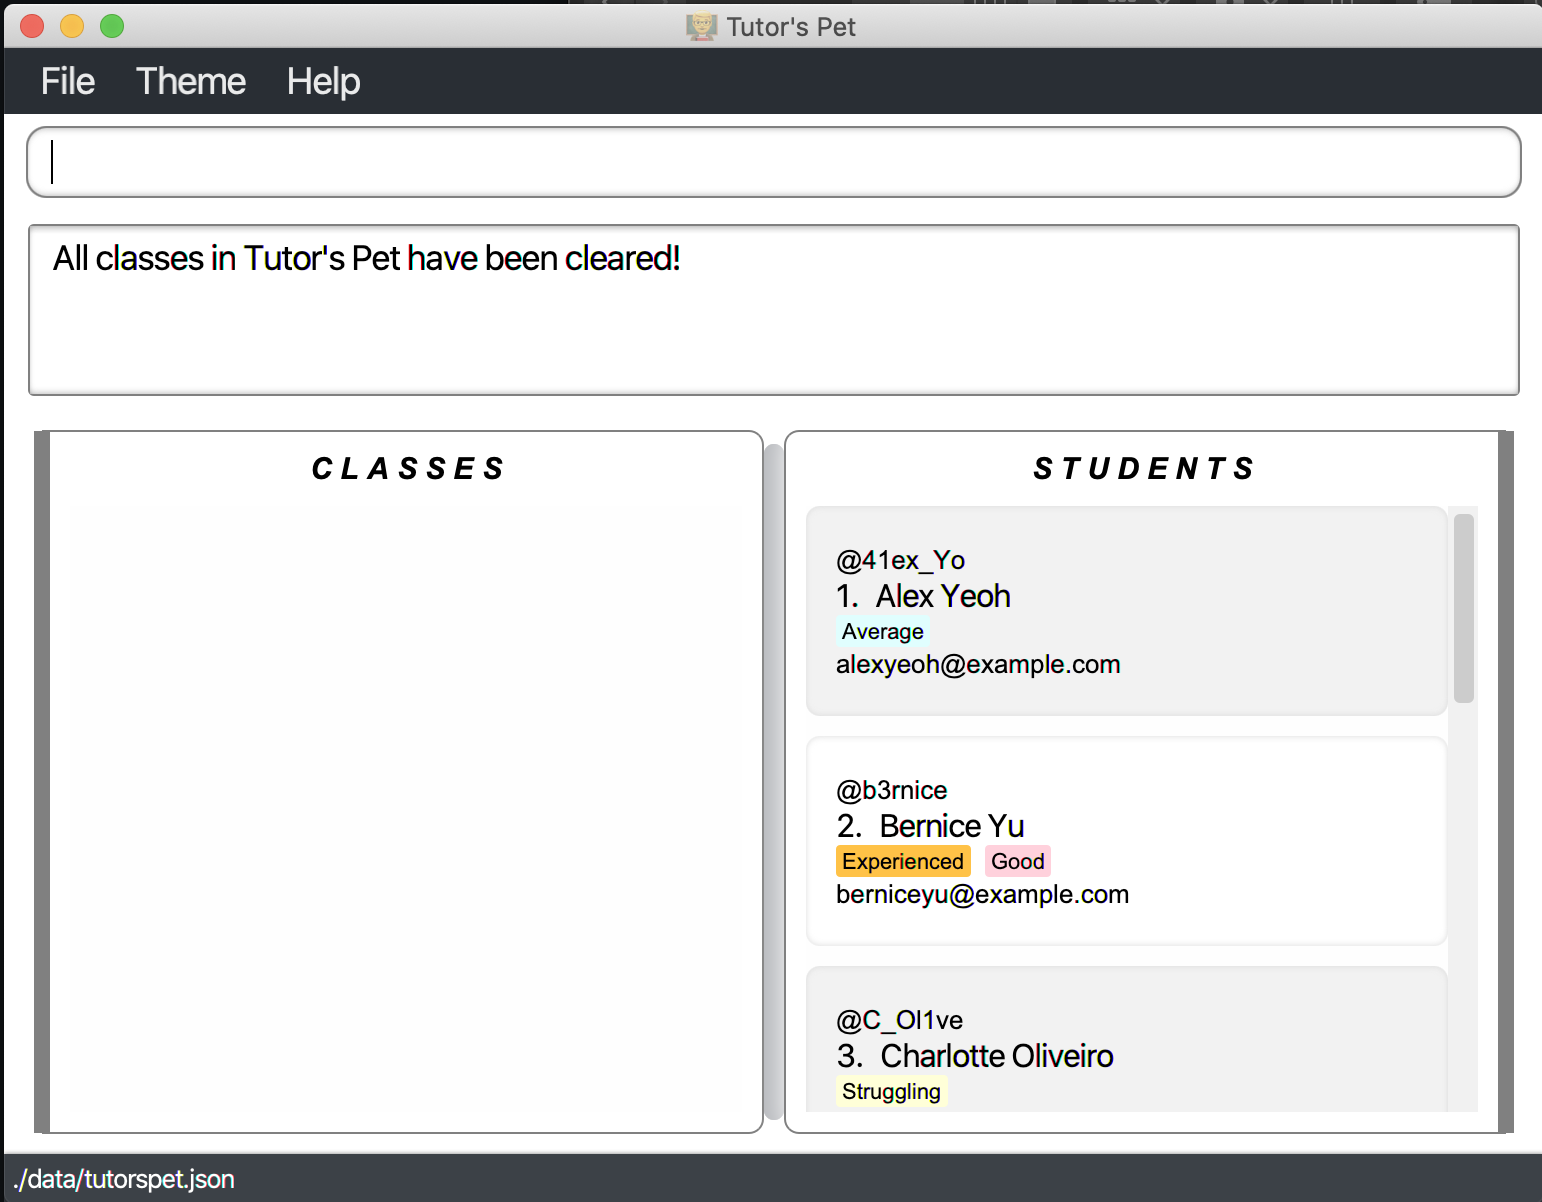 Tutor's Pet
File Theme Help
All classes in Tutor's Pet have been cleared!
CLASSES
STUDENTS
@41ex_Yo
1. Alex Yeoh
Average
alexyeoh@example.com
@b3rnice
2. Bernice Yu
Experienced Good
berniceyu@example.com
@C_Ol1ve
3. Charlotte Oliveiro
Struggling
./data/tutorspet.json